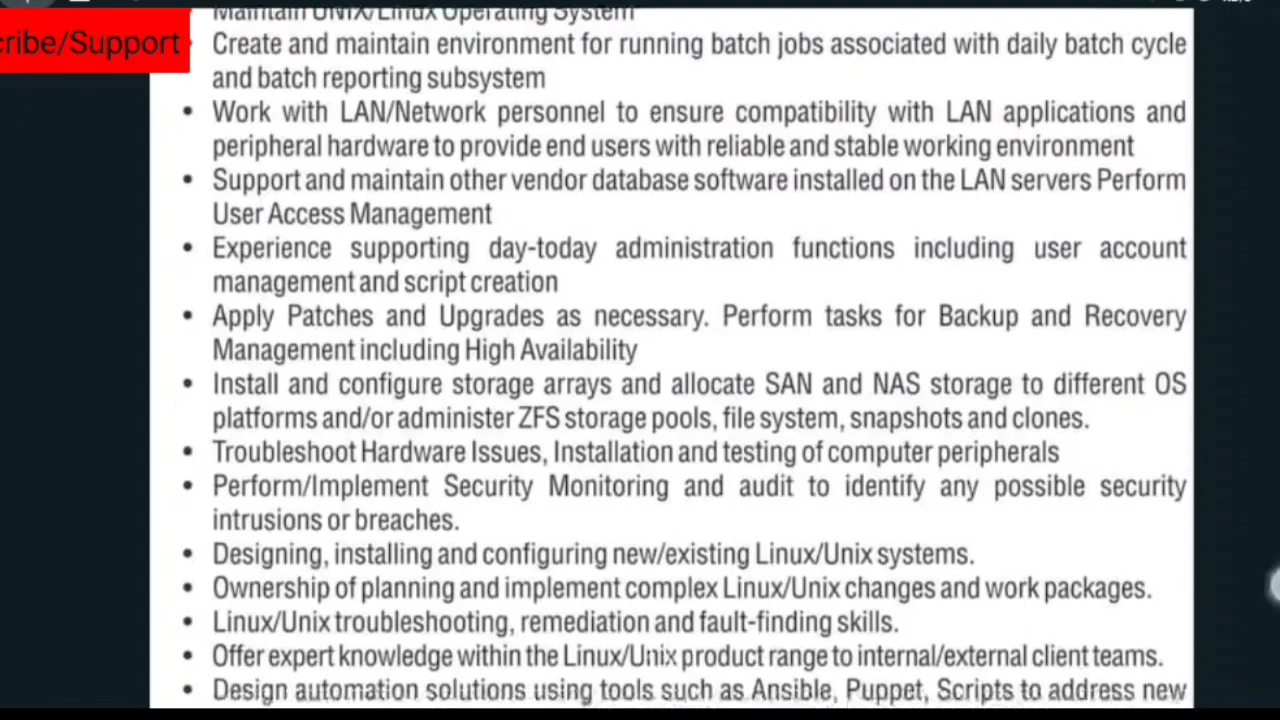 Maintain UNIX/Linux Operating System
cribe/Support
• Create and maintain environment for running batch jobs associated with daily batch cycle
and batch reporting subsystem
• Work with LAN/Network personnel to ensure compatibility with LAN applications and
peripheral hardware to provide end users with reliable and stable working environment
• Support and maintain other vendor database software installed on the LAN servers Perform
User Access Management
• Experience supporting day-today administration functions including user account
management and script creation
• Apply Patches and Upgrades as necessary. Perform tasks for Backup and Recovery
Management including High Availability
• Install and configure storage arrays and allocate SAN and NAS storage to different OS
platforms and/or administer ZFS storage pools, file system, snapshots and clones.
• Troubleshoot Hardware Issues, Installation and testing of computer peripherals
• Perform/Implement Security Monitoring and audit to identify any possible security
intrusions or breaches.
• Designing, installing and configuring new/existing Linux/Unix systems.
• Ownership of planning and implement complex Linux/Unix changes and work packages.
• Linux/Unix troubleshooting, remediation and fault-finding skills.
• Offer expert knowledge within the Linux/Unix product range to internal/external client teams.
• Design automation solutions using tools such as Ansible, Puppet, Scripts to address new